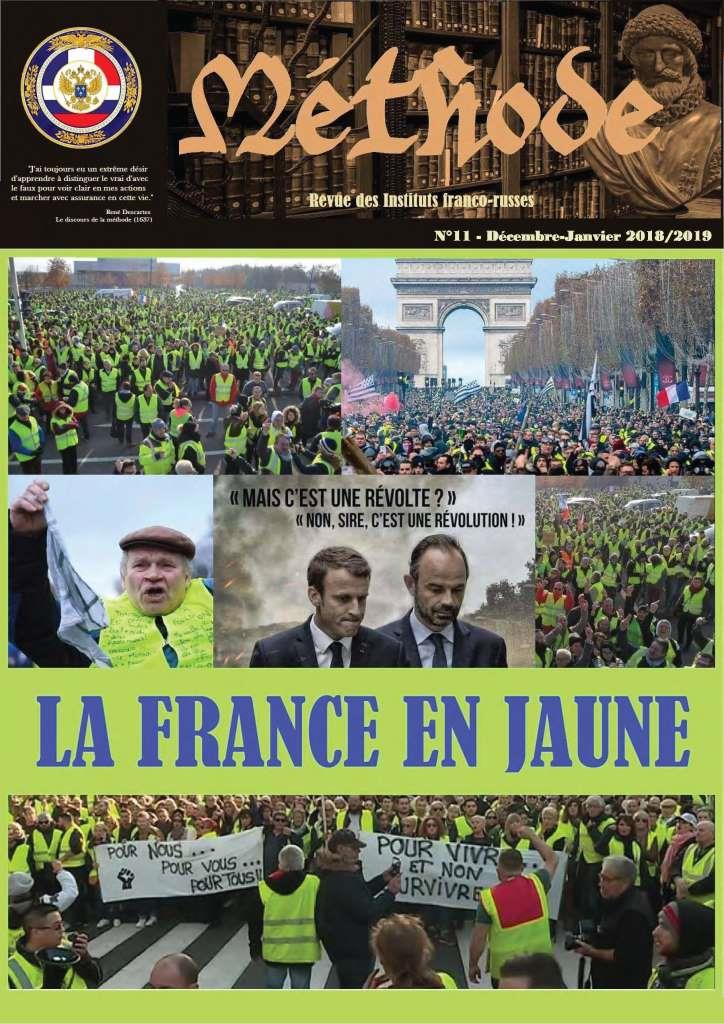 Méthode
"J'ai toujours eu un extrême désir
d'apprendre à distinguer le vrai d'avec
le faux pour voir clair en mes actions
et marcher avec assurance en cette vie."
René Descartes
Le discours de la méthode (1637)
Revue des Instituts franco-russes
N°11 - Décembre-Janvier 2018/2019
« MAIS C'EST UNE RÉVOLTE ? »
« NON, SIRE, C'EST UNE RÉVOLUTION ! »
LA FRANCE EN JAUNE
POUR NOUS...
POUR VOUS...
POUR TOUS!!
POUR VIVR
ET NON
URVIVRE